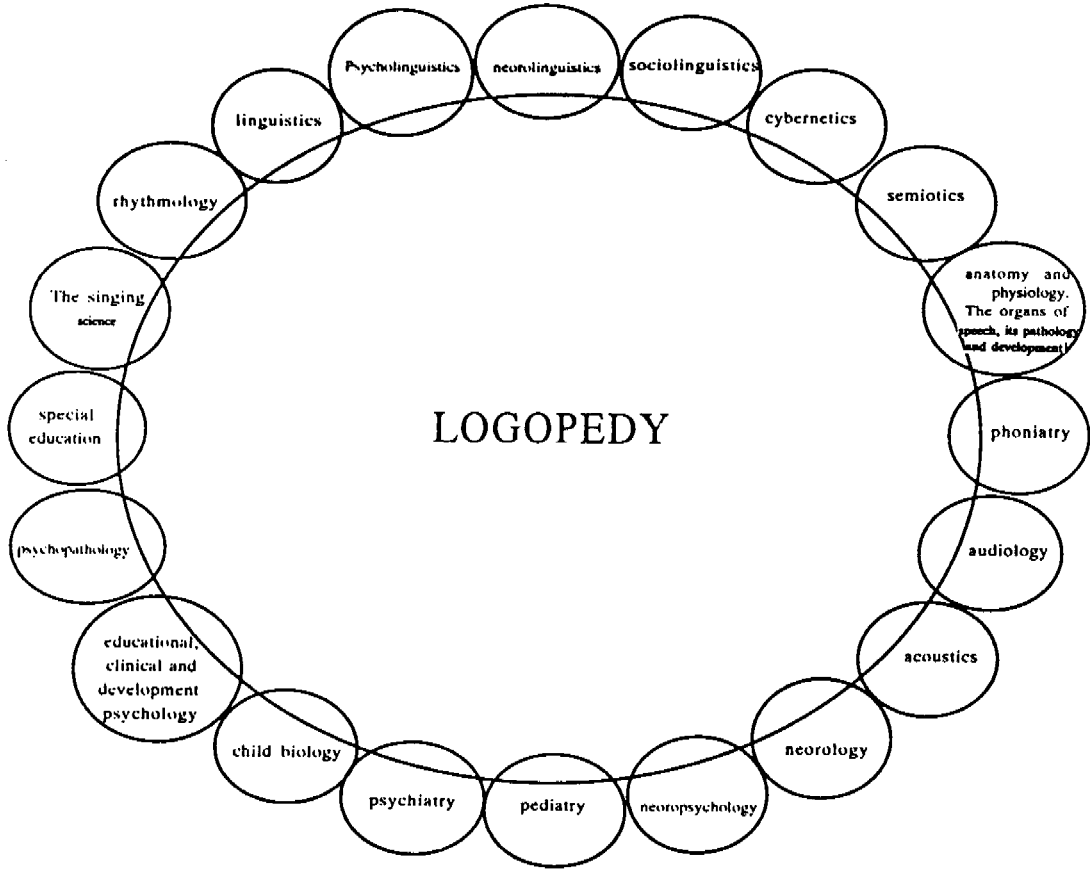 Psycholinguistics
neorolinguistics
sociolinguistics
linguistics
cybernetics
rhythmology
semiotics
The singing
science
anatomy and
physiology.
The organs of
speech, its pathology
and development
special
education
LOGOPEDY
phoniatry
psychopathology
audiology
educational,
clinical and
development
psychology
acoustics
child biology
neorology
psychiatry
pediatry
neoropsychology